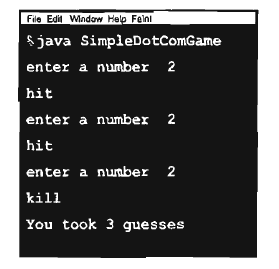 File Edit Window Help Faint
%java SimpleDotComGame
enter a number 2
hit
enter a number 2
hit
enter a number 2
kill
You took 3 guesses